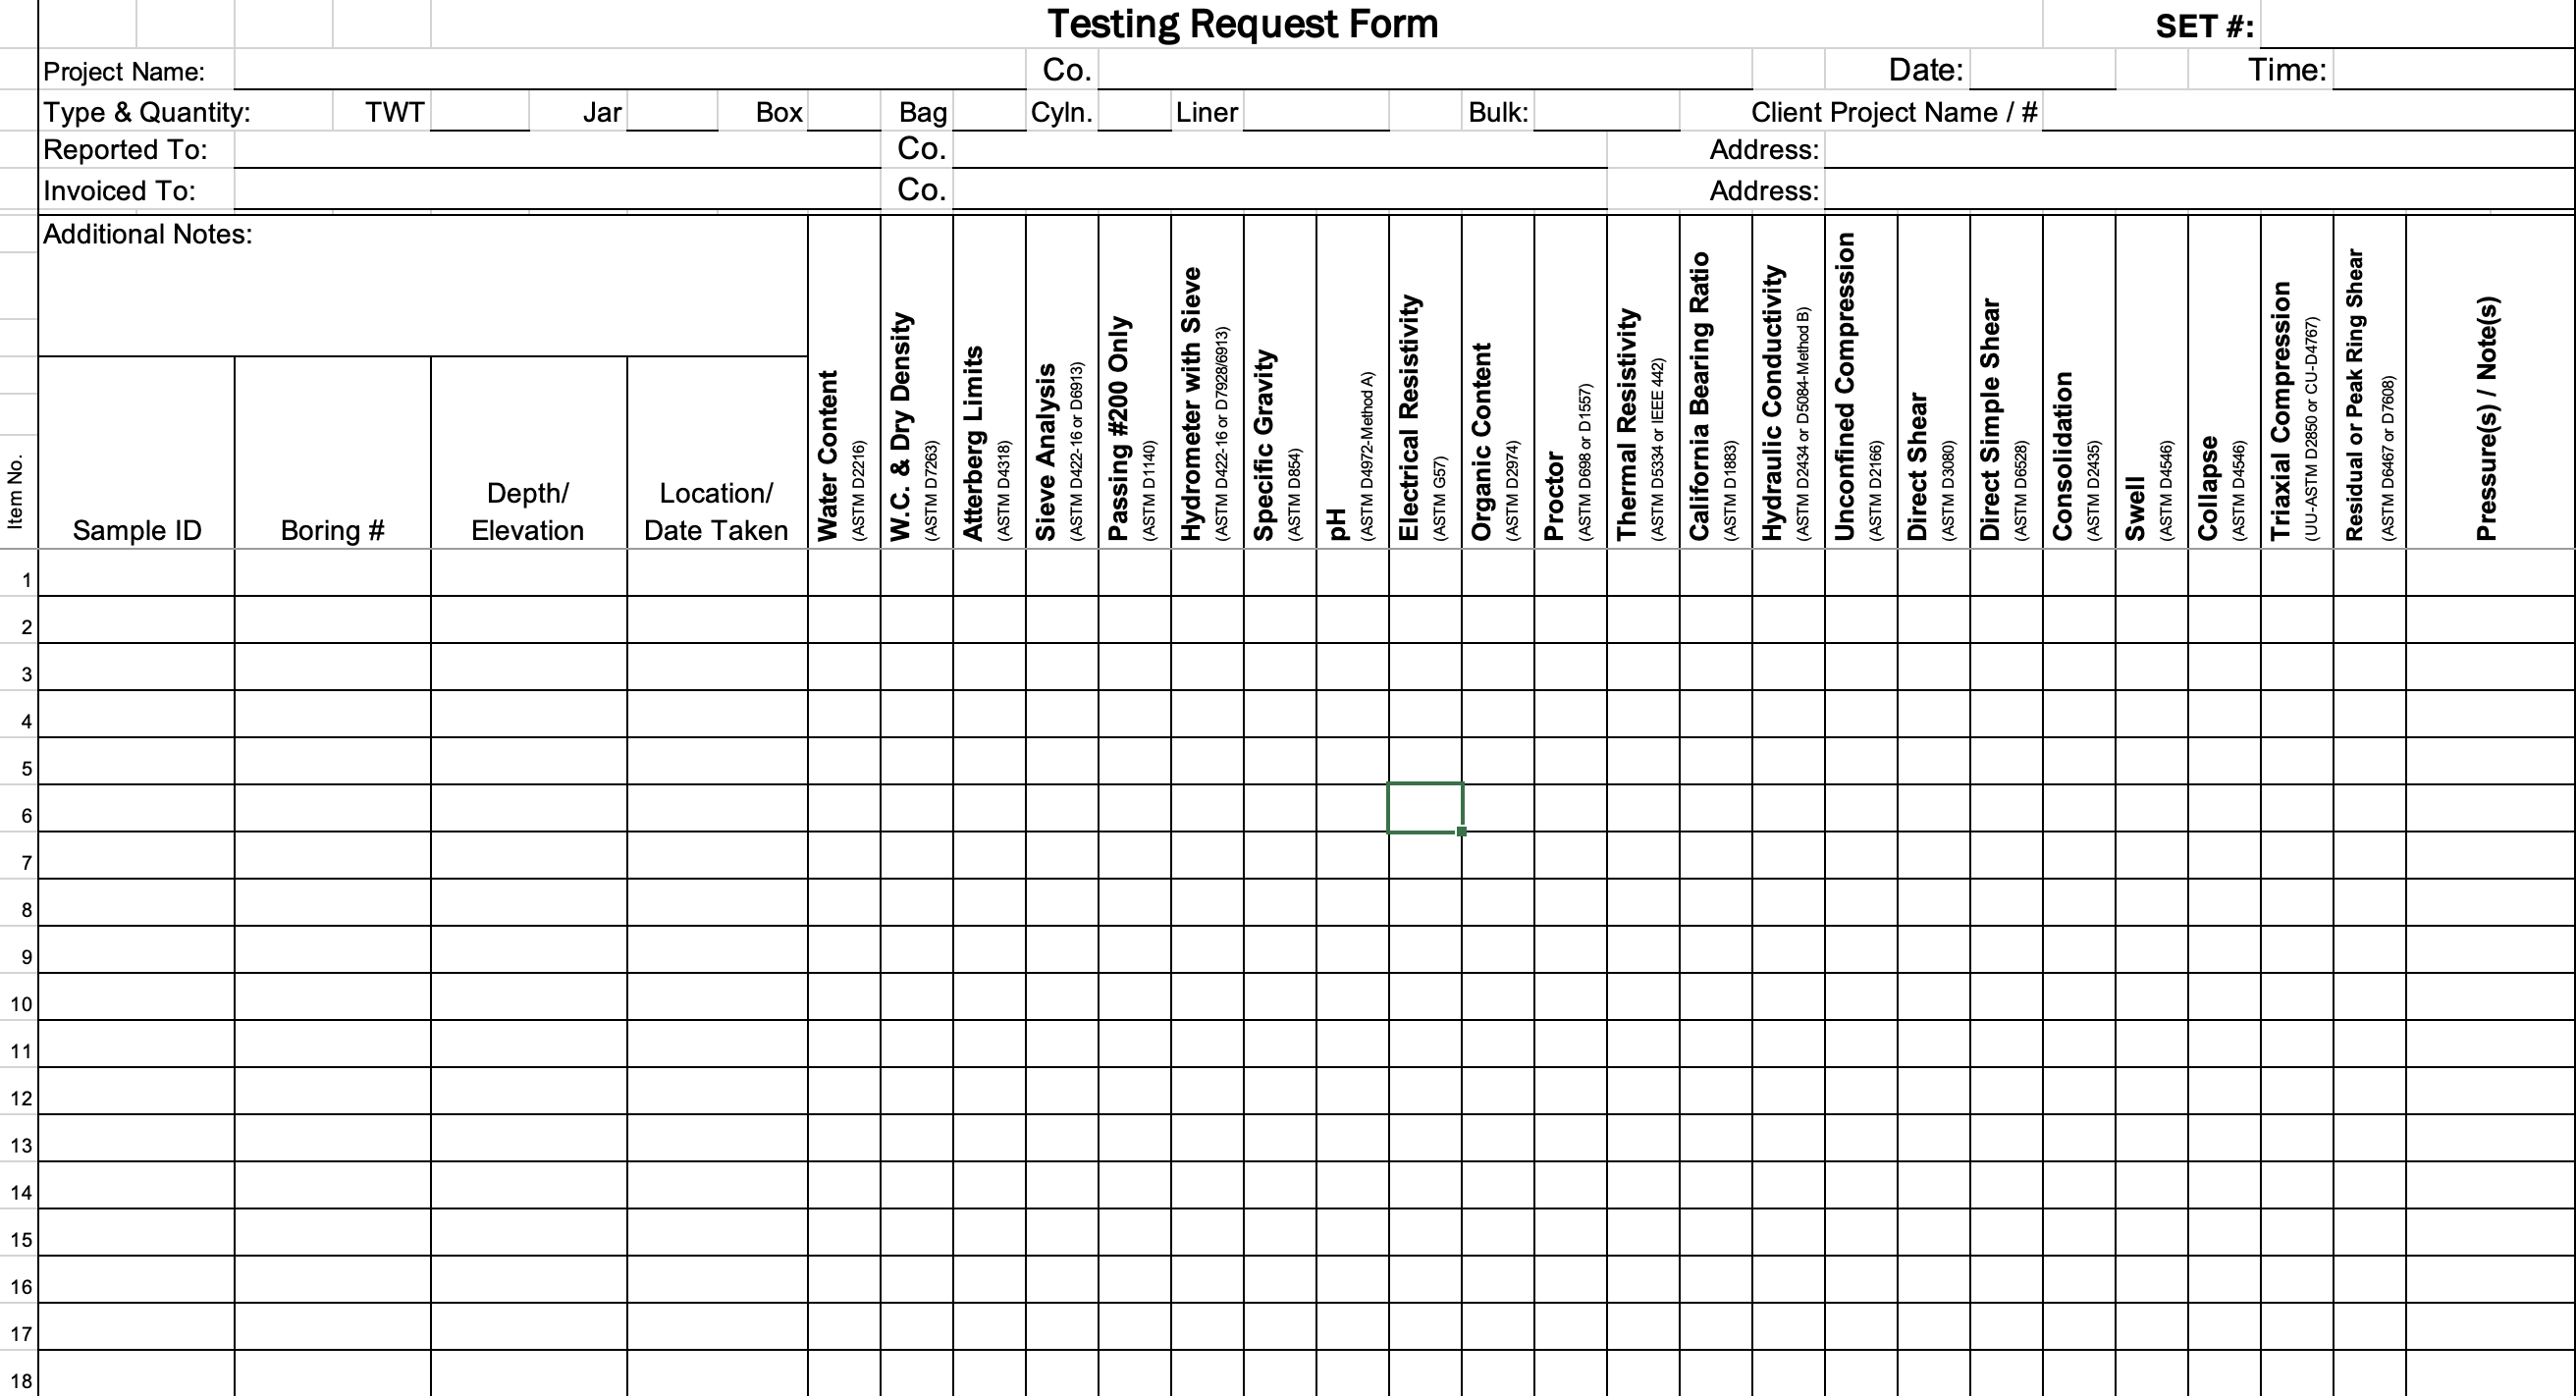 Testing Request Form
SET #:
Project Name:
Co.
Date:
Time:
Type & Quantity:
TWT
Jar
Box
Bag
Cyln.
Liner
Bulk:
Client Project Name / #
Reported To:
Co.
Address:
Invoiced To:
Co.
Address:
Additional Notes:
Item No.
Sample ID
Boring #
Depth/
Elevation
Location/
Date Taken
Water Content
(ASTM D2216)
W.C. & Dry Density
(ASTM D7263)
Atterberg Limits
(ASTM D4318)
Sieve Analysis
(ASTM D422-16 or D6913)
Passing #200 Only
(ASTM D1140)
Hydrometer with Sieve
(ASTM D422-16 or D7928/6913)
Specific Gravity
(ASTM D854)
pH
(ASTM D4972-Method A)
Electrical Resistivity
(ASTM G57)
Organic Content
(ASTM D2974)
Proctor
(ASTM D698 or D1557)
Thermal Resistivity
(ASTM D5334 or IEEE 442)
California Bearing Ratio
(ASTM D1883)
Hydraulic Conductivity
(ASTM D2434 or D5084-Method B)
Unconfined Compression
(ASTM D2166)
Direct Shear
(ASTM D3080)
Direct Simple Shear
(ASTM D6528)
Consolidation
(ASTM D2435)
Swell
(ASTM D4546)
Collapse
(ASTM D4546)
Triaxial Compression
(UU-ASTM D2850 or CU-D4767)
Residual or Peak Ring Shear
(ASTM D6467 or D7608)
Pressure(s) / Note(s)
1
2
3
4
5
6
7
8
9
10
11
12
13
14
15
16
17
18